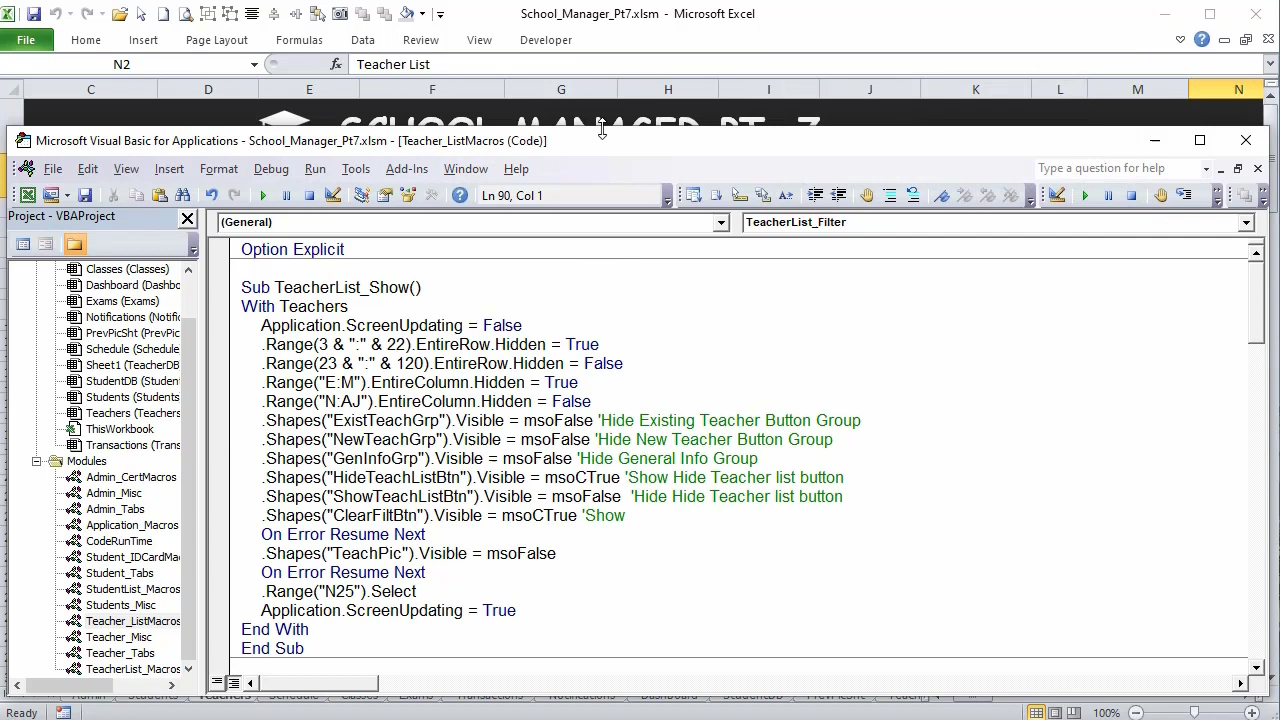 School_Manager_Pt7.xlsm - Microsoft Excel
File Home Insert Page Layout Formulas Data Review View Developer
N2 fx Teacher List
C D E F G H I J K L M N
SCHOOL MANAGER PT. 7
Microsoft Visual Basic for Applications - School_Manager_Pt7.xlsm - [Teacher_ListMacros (Code)]
File Edit View Insert Format Debug Run Tools Add-Ins Window Help Type a question for help
Ln 90, Col 1
Project - VBAProject
(General) TeacherList_Filter
Classes (Classes)
Dashboard (Dashbo
Exams (Exams)
Notifications (Notific
PrevPicSht (PrevPicS
Schedule (Schedule
Sheet1 (TeacherDB
StudentDB (Student
Students (Students
Teachers (Teachers
ThisWorkbook
Transactions (Trans
Modules
Admin_CertMacros
Admin_Misc
Admin_Tabs
Application_Macros
CodeRunTime
Student_IDCardMa
Student_Tabs
StudentList_Macros
Students_Misc
Teacher_ListMacros
Teacher_Misc
Teacher_Tabs
TeacherList_Macros
Option Explicit
Sub TeacherList_Show()
With Teachers
Application.ScreenUpdating = False
.Range(3 & ":" & 22).EntireRow.Hidden = True
.Range(23 & ":" & 120).EntireRow.Hidden = False
.Range("E:M").EntireColumn.Hidden = True
.Range("N:AJ").EntireColumn.Hidden = False
.Shapes("ExistTeachGrp").Visible = msoFalse 'Hide Existing Teacher Button Group
.Shapes("NewTeachGrp").Visible = msoFalse 'Hide New Teacher Button Group
.Shapes("GenInfoGrp").Visible = msoFalse 'Hide General Info Group
.Shapes("HideTeachListBtn").Visible = msoCTrue 'Show Hide Teacher list button
.Shapes("ShowTeachListBtn").Visible = msoFalse 'Hide Hide Teacher list button
.Shapes("ClearFiltBtn").Visible = msoCTrue 'Show
On Error Resume Next
.Shapes("TeachPic").Visible = msoFalse
On Error Resume Next
.Range("N25").Select
Application.ScreenUpdating = True
End With
End Sub
Ready 100%